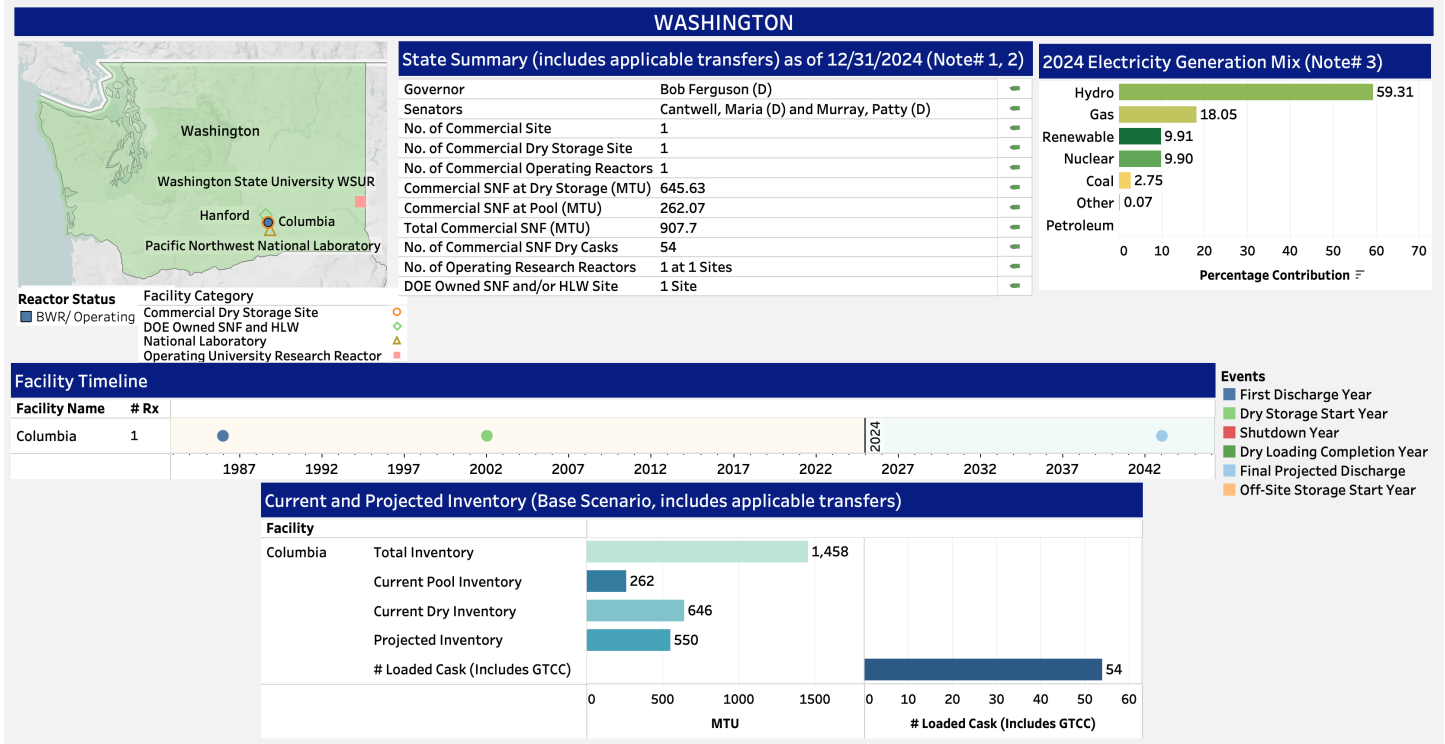 WASHINGTON
Washington
Washington State University WSUR
Hanford
Columbia
Pacific Northwest National Laboratory
Reactor Status
BWR/ Operating
Facility Category
Commercial Dry Storage Site
DOE Owned SNF and HLW
National Laboratory
Operating University Research Reactor
State Summary (includes applicable transfers) as of 12/31/2024 (Note# 1, 2)
Governor Bob Ferguson (D)
Senators Cantwell, Maria (D) and Murray, Patty (D)
No. of Commercial Site 1
No. of Commercial Dry Storage Site 1
No. of Commercial Operating Reactors 1
Commercial SNF at Dry Storage (MTU) 645.63
Commercial SNF at Pool (MTU) 262.07
Total Commercial SNF (MTU) 907.7
No. of Commercial SNF Dry Casks 54
No. of Operating Research Reactors 1 at 1 Sites
DOE Owned SNF and/or HLW Site 1 Site
2024 Electricity Generation Mix (Note# 3)
Hydro 59.31
Gas 18.05
Renewable 9.91
Nuclear 9.90
Coal 2.75
Other 0.07
Petroleum
0 10 20 30 40 50 60 70
Percentage Contribution
Facility Timeline
Facility Name # Rx
Columbia 1
2024
1987 1992 1997 2002 2007 2012 2017 2022 2027 2032 2037 2042
Events
First Discharge Year
Dry Storage Start Year
Shutdown Year
Dry Loading Completion Year
Final Projected Discharge
Off-Site Storage Start Year
Current and Projected Inventory (Base Scenario, includes applicable transfers)
Facility
Columbia Total Inventory 1,458
Current Pool Inventory 262
Current Dry Inventory 646
Projected Inventory 550
# Loaded Cask (Includes GTCC) 54
0 500 1000 1500 0 10 20 30 40 50 60
MTU # Loaded Cask (Includes GTCC)